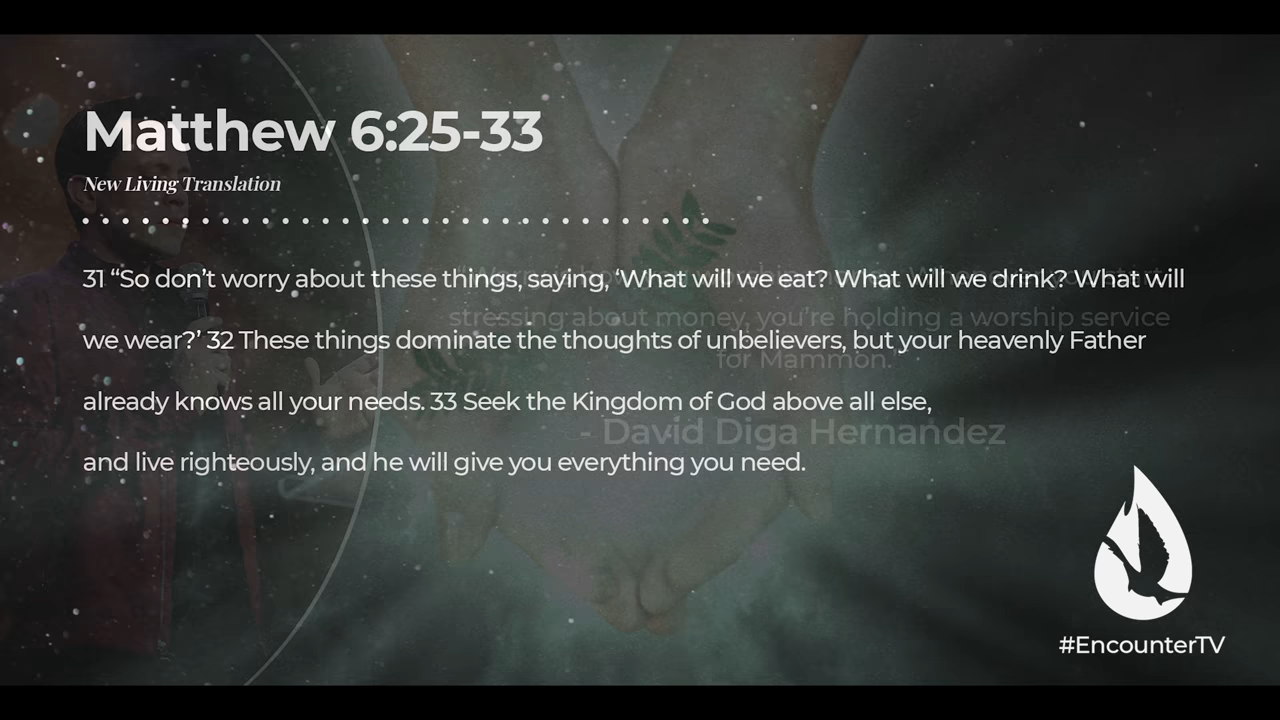 Matthew 6:25-33
New Living Translation
31 “So don’t worry about these things, saying, ‘What will we eat? What will we drink? What will
we wear?’ 32 These things dominate the thoughts of unbelievers, but your heavenly Father
already knows all your needs. 33 Seek the Kingdom of God above all else,
and live righteously, and he will give you everything you need.
stressing about money, you’re holding a worship service
for Mammon.”
- David Diga Hernandez
#EncounterTV